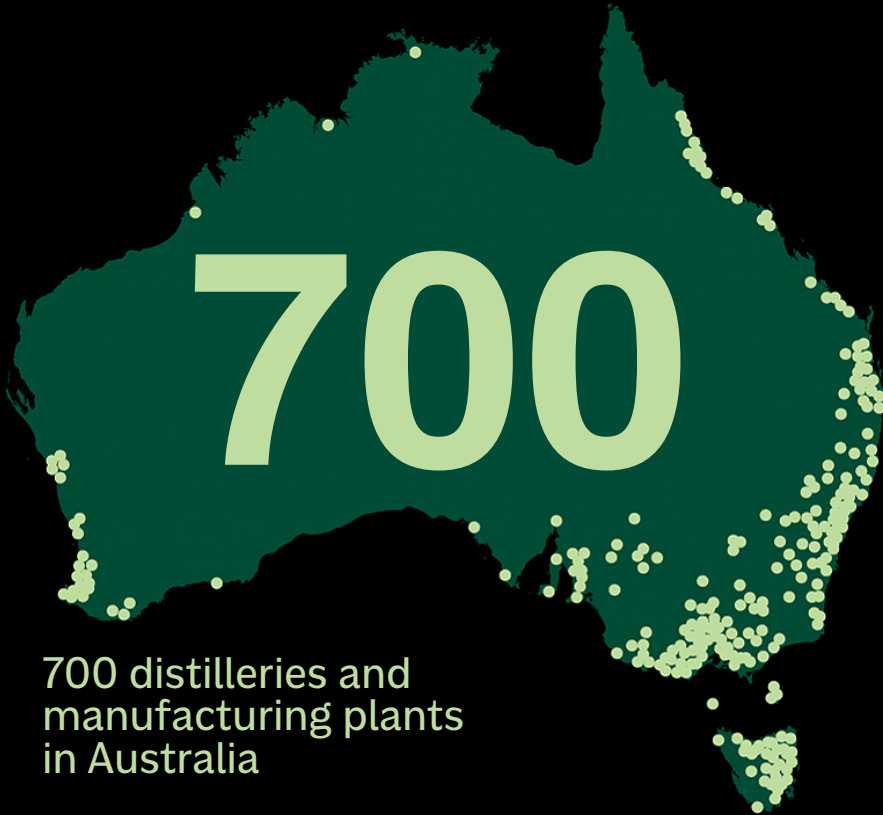 700
700 distilleries and
manufacturing plants
in Australia